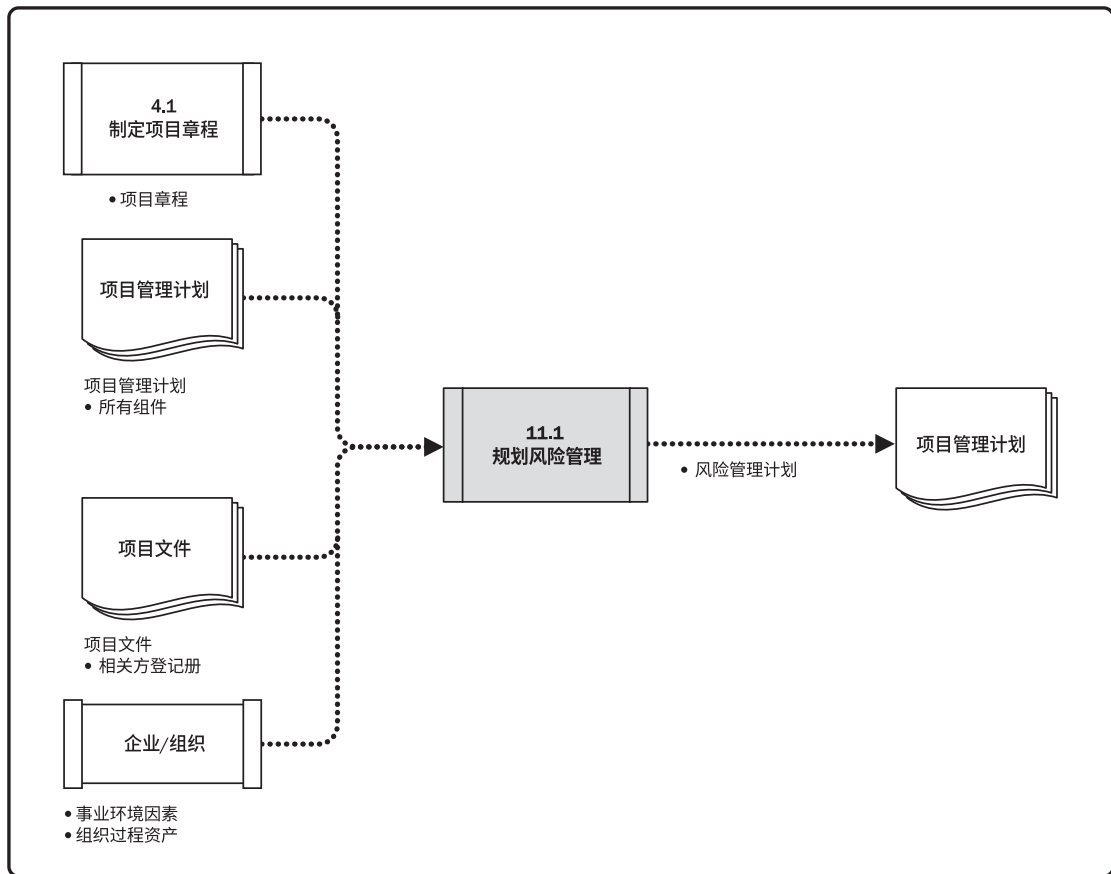 4.1
制定项目章程
• 项目章程
项目管理计划
项目管理计划
• 所有组件
项目文件
项目文件
• 相关方登记册
企业/组织
• 事业环境因素
• 组织过程资产
11.1
规划风险管理
• 风险管理计划
项目管理计划